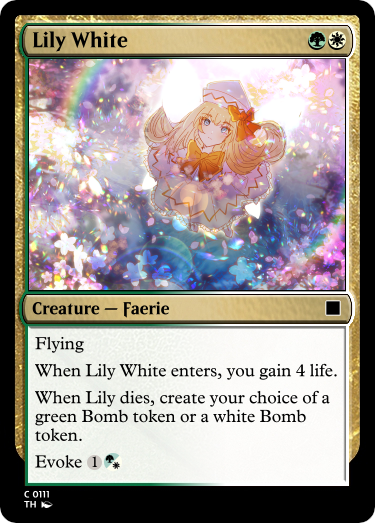 Lily White
Creature — Faerie
Flying
When Lily White enters, you gain 4 life.
When Lily dies, create your choice of a
green Bomb token or a white Bomb
token.
Evoke 1
C 0111
TH